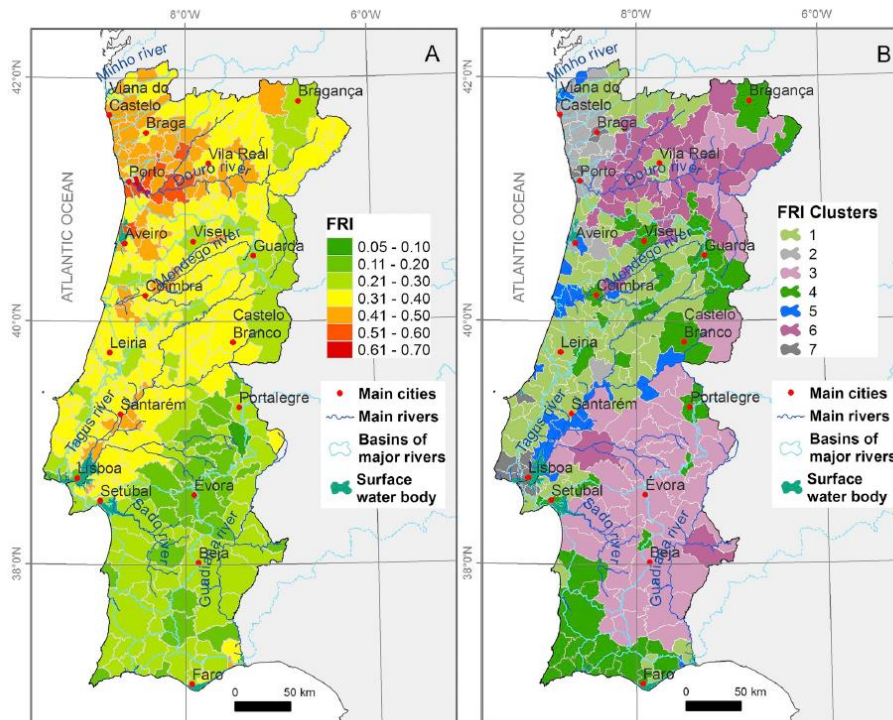 8°0'W
6°0'W
A
42°0'N
40°0'N
38°0'N
ATLANTIC OCEAN
Minho river
Viana do
Castelo
Braga
Bragança
Vila Real
Porto
Douro river
Aveiro
Viseu
Guarda
Mondego river
Coimbra
Castelo
Branco
Leiria
Portalegre
Santarém
Tagus river
Lisboa
Setúbal
Évora
Sado river
Beja
Guadiana river
Faro
FRI
0.05 - 0.10
0.11 - 0.20
0.21 - 0.30
0.31 - 0.40
0.41 - 0.50
0.51 - 0.60
0.61 - 0.70
Main cities
Main rivers
Basins of
major rivers
Surface
water body
0 50 km
8°0'W
6°0'W
B
42°0'N
40°0'N
38°0'N
ATLANTIC OCEAN
Minho river
Viana do
Castelo
Braga
Bragança
Vila Real
Porto
Douro river
Aveiro
Viseu
Guarda
Mondego river
Coimbra
Castelo
Branco
Leiria
Portalegre
Santarém
Tagus river
Lisboa
Setúbal
Évora
Sado river
Beja
Guadiana river
Faro
FRI Clusters
1
2
3
4
5
6
7
Main cities
Main rivers
Basins of
major rivers
Surface
water body
0 50 km